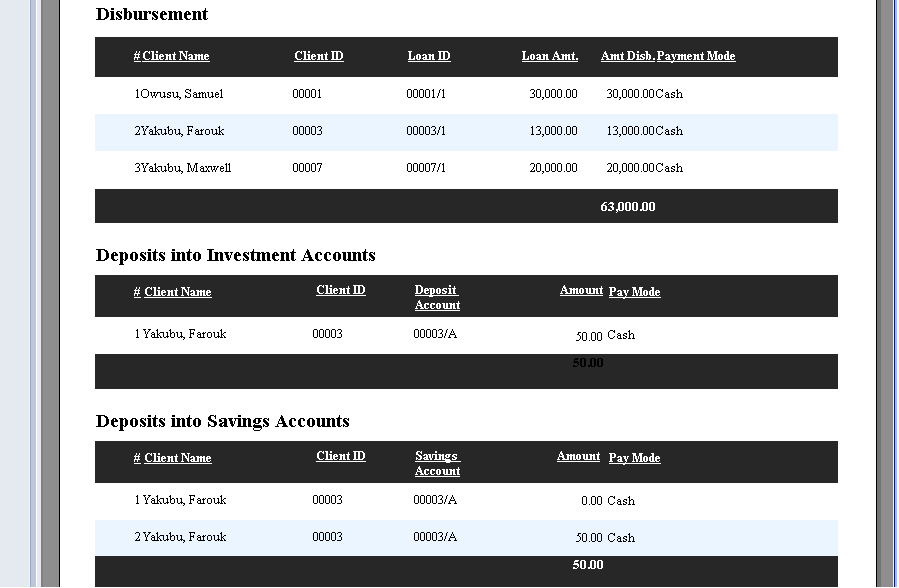 Disbursement
# Client Name Client ID Loan ID Loan Amt. Amt Disb. Payment Mode
1 Owusu, Samuel 00001 00001/1 30,000.00 30,000.00 Cash
2 Yakubu, Farouk 00003 00003/1 13,000.00 13,000.00 Cash
3 Yakubu, Maxwell 00007 00007/1 20,000.00 20,000.00 Cash
63,000.00
Deposits into Investment Accounts
# Client Name Client ID Deposit Account Amount Pay Mode
1 Yakubu, Farouk 00003 00003/A 50.00 Cash
50.00
Deposits into Savings Accounts
# Client Name Client ID Savings Account Amount Pay Mode
1 Yakubu, Farouk 00003 00003/A 0.00 Cash
2 Yakubu, Farouk 00003 00003/A 50.00 Cash
50.00